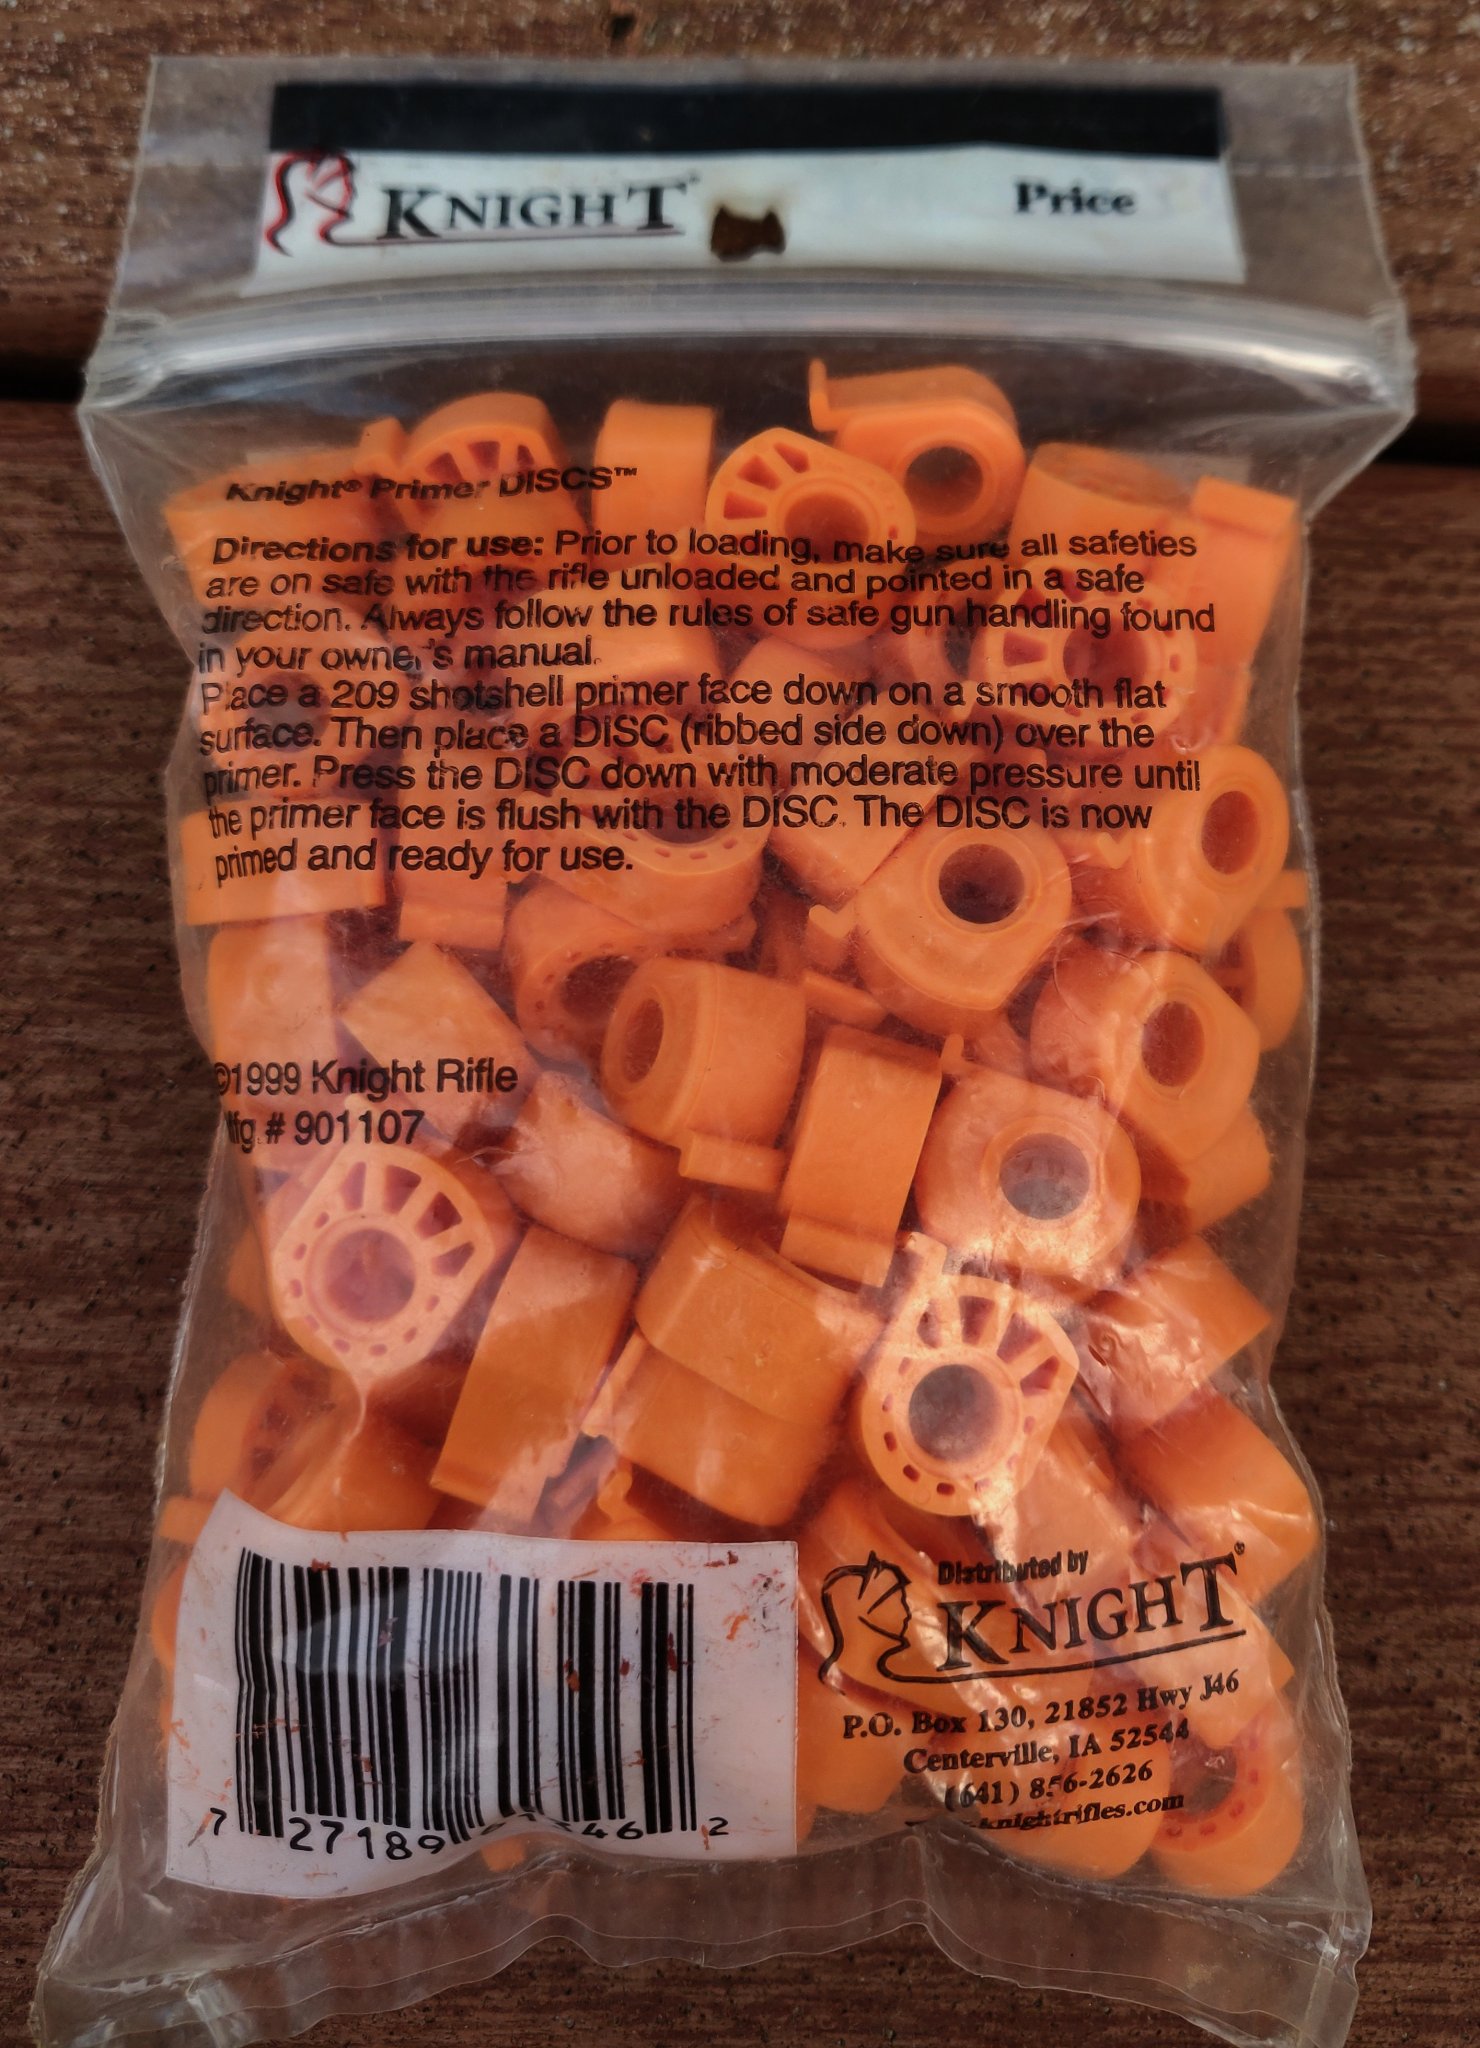 KNIGHT®
Price
Knight® Primer DISCS™
Directions for use: Prior to loading, make sure all safeties
are on safe with the rifle unloaded and pointed in a safe
direction. Always follow the rules of safe gun handling found
in your owner's manual.
Place a 209 shotshell primer face down on a smooth flat
surface. Then place a DISC (ribbed side down) over the
primer. Press the DISC down with moderate pressure until
the primer face is flush with the DISC. The DISC is now
primed and ready for use.
©1999 Knight Rifle
Mfg. # 901107
Distributed by
KNIGHT®
P.O. Box 130, 21852 Hwy J46
Centerville, IA 52544
(641) 856-2626
knightrifles.com
7 27189 2